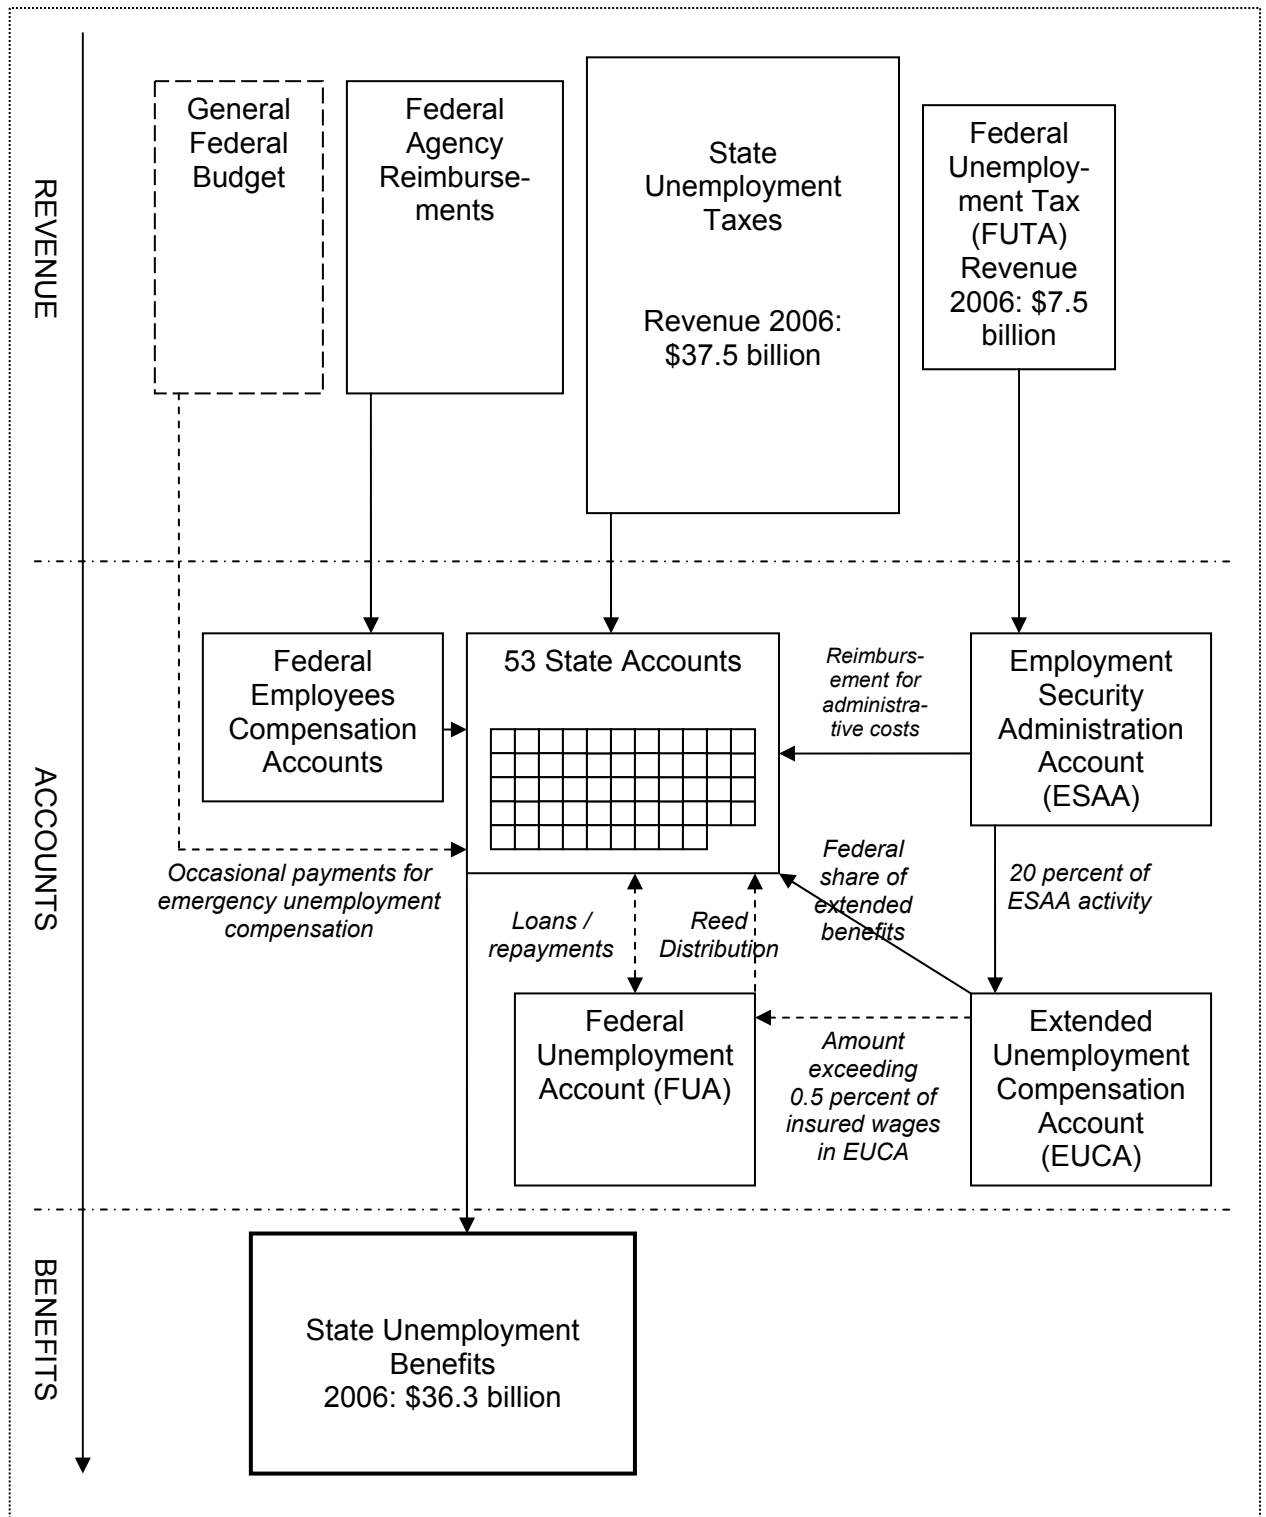 REVENUE
General
Federal
Budget
Federal
Agency
Reimburse-
ments
State
Unemployment
Taxes
Revenue 2006:
$37.5 billion
Federal
Unemploy-
ment Tax
(FUTA)
Revenue
2006: $7.5
billion
ACCOUNTS
Federal
Employees
Compensation
Accounts
53 State Accounts
Reimburs-
ement for
administra-
tive costs
Employment
Security
Administration
Account
(ESAA)
Occasional payments for
emergency unemployment
compensation
Loans /
repayments
Reed
Distribution
Federal
share of
extended
benefits
20 percent of
ESAA activity
Federal
Unemployment
Account (FUA)
Amount
exceeding
0.5 percent of
insured wages
in EUCA
Extended
Unemployment
Compensation
Account
(EUCA)
BENEFITS
State Unemployment
Benefits
2006: $36.3 billion